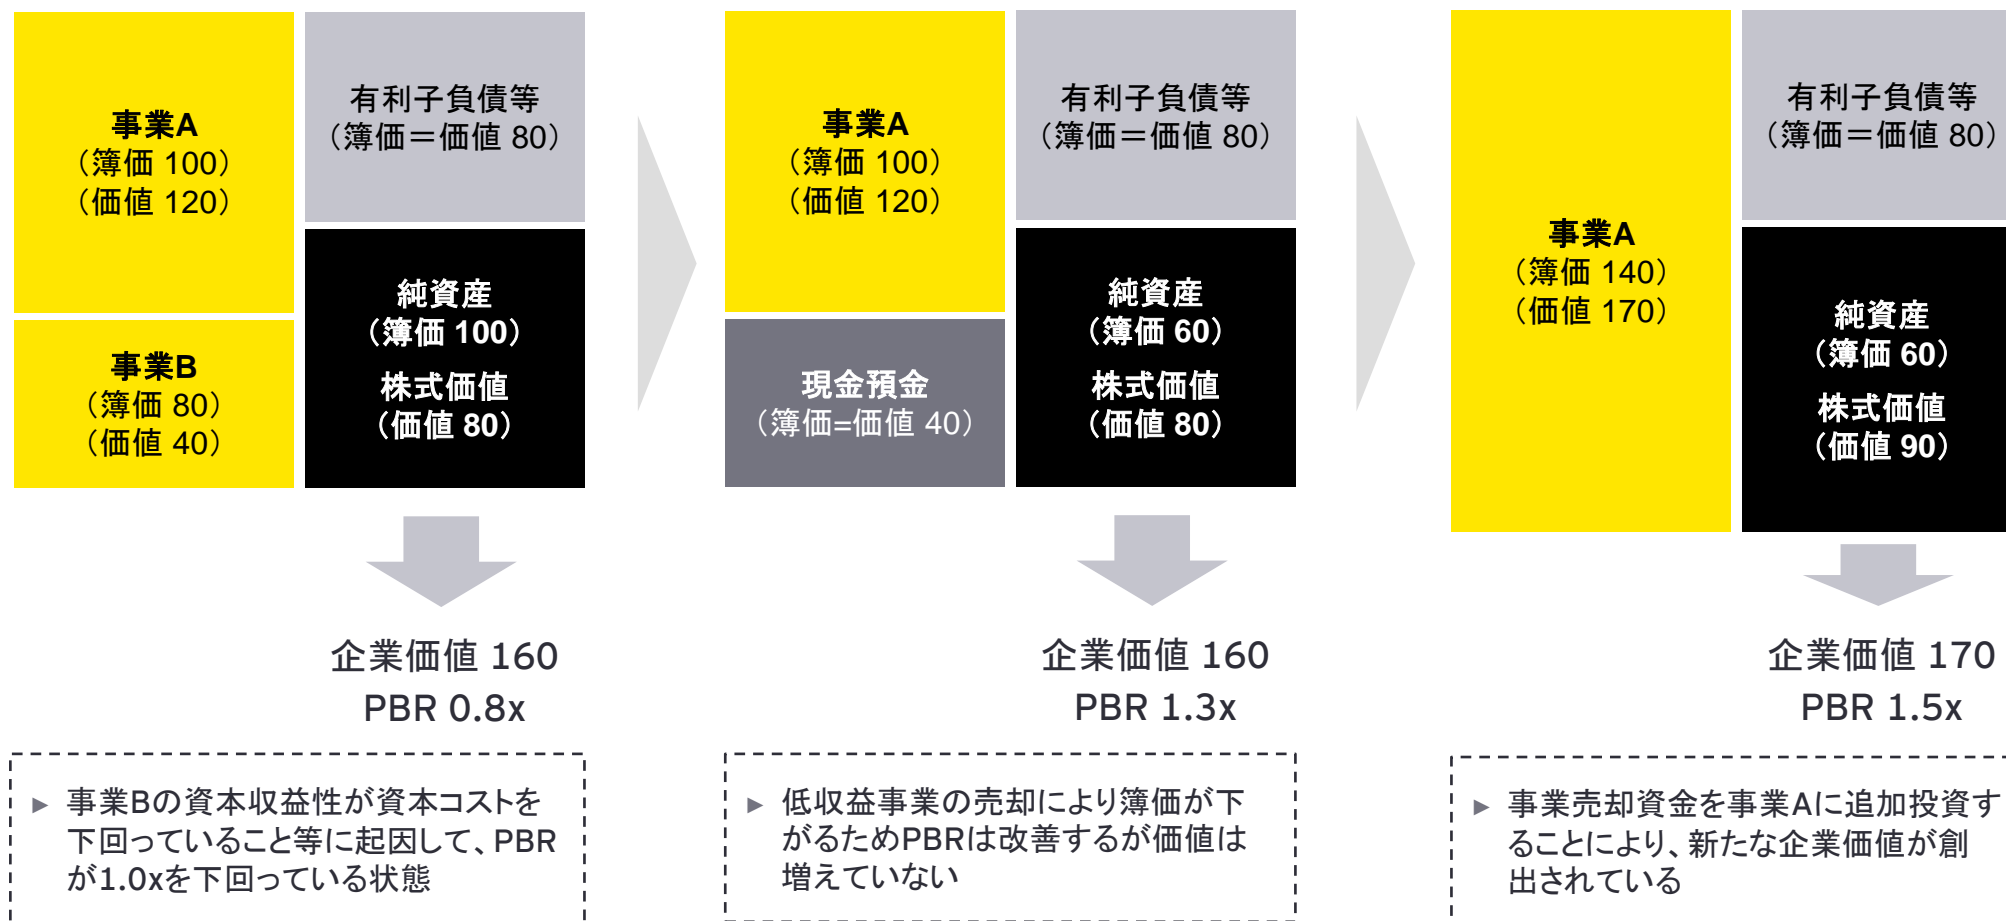 事業A
（簿価 100）
（価値 120）
事業B
（簿価 80）
（価値 40）
有利子負債等
（簿価＝価値 80）
純資産
（簿価 100）
株式価値
（価値 80）
企業価値 160
PBR 0.8x
► 事業Bの資本収益性が資本コストを
下回っていること等に起因して、PBR
が1.0xを下回っている状態
事業A
（簿価 100）
（価値 120）
現金預金
（簿価=価値 40）
有利子負債等
（簿価＝価値 80）
純資産
（簿価 60）
株式価値
（価値 80）
企業価値 160
PBR 1.3x
► 低収益事業の売却により簿価が下
がるためPBRは改善するが価値は
増えていない
事業A
（簿価 140）
（価値 170）
有利子負債等
（簿価＝価値 80）
純資産
（簿価 60）
株式価値
（価値 90）
企業価値 170
PBR 1.5x
► 事業売却資金を事業Aに追加投資す
ることにより、新たな企業価値が創
出されている